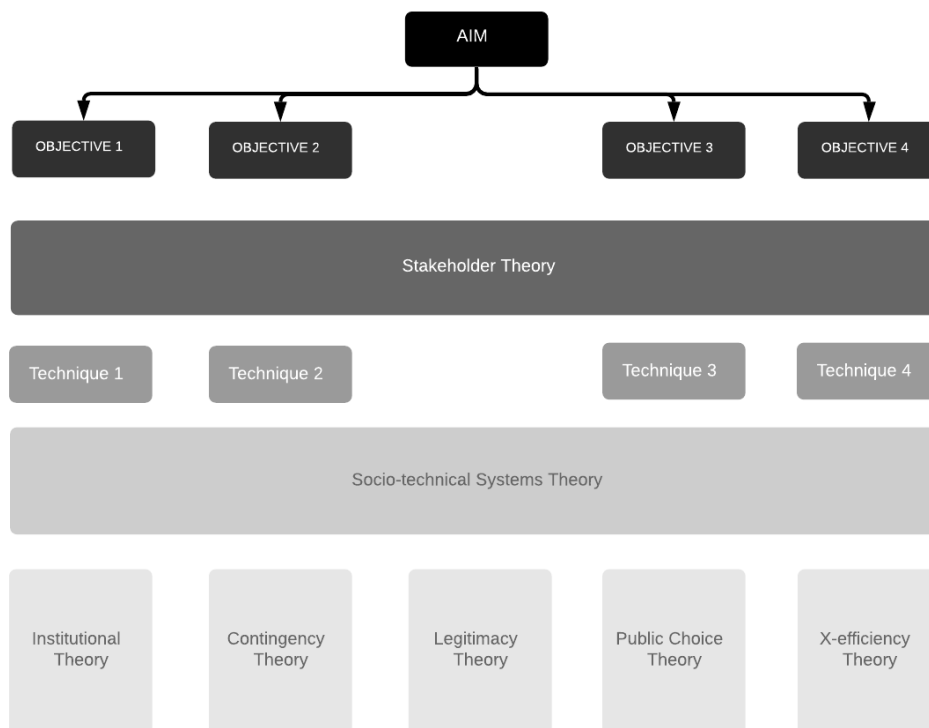 AIM
OBJECTIVE 1
OBJECTIVE 2
OBJECTIVE 3
OBJECTIVE 4
Stakeholder Theory
Technique 1
Technique 2
Technique 3
Technique 4
Socio-technical Systems Theory
Institutional
Theory
Contingency
Theory
Legitimacy
Theory
Public Choice
Theory
X-efficiency
Theory